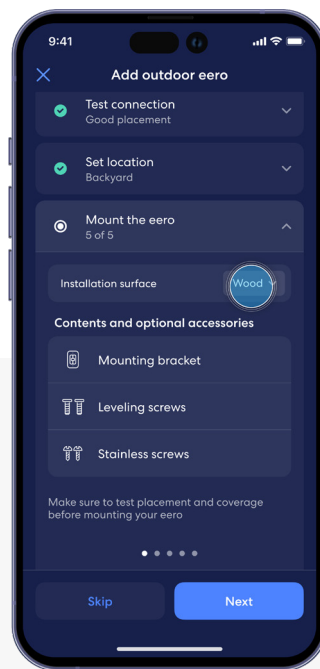 9:41
Add outdoor eero
Test connection
Good placement
Set location
Backyard
Mount the eero
5 of 5
Installation surface
Wood
Contents and optional accessories
Mounting bracket
Leveling screws
Stainless screws
Make sure to test placement and coverage
before mounting your eero
Skip
Next